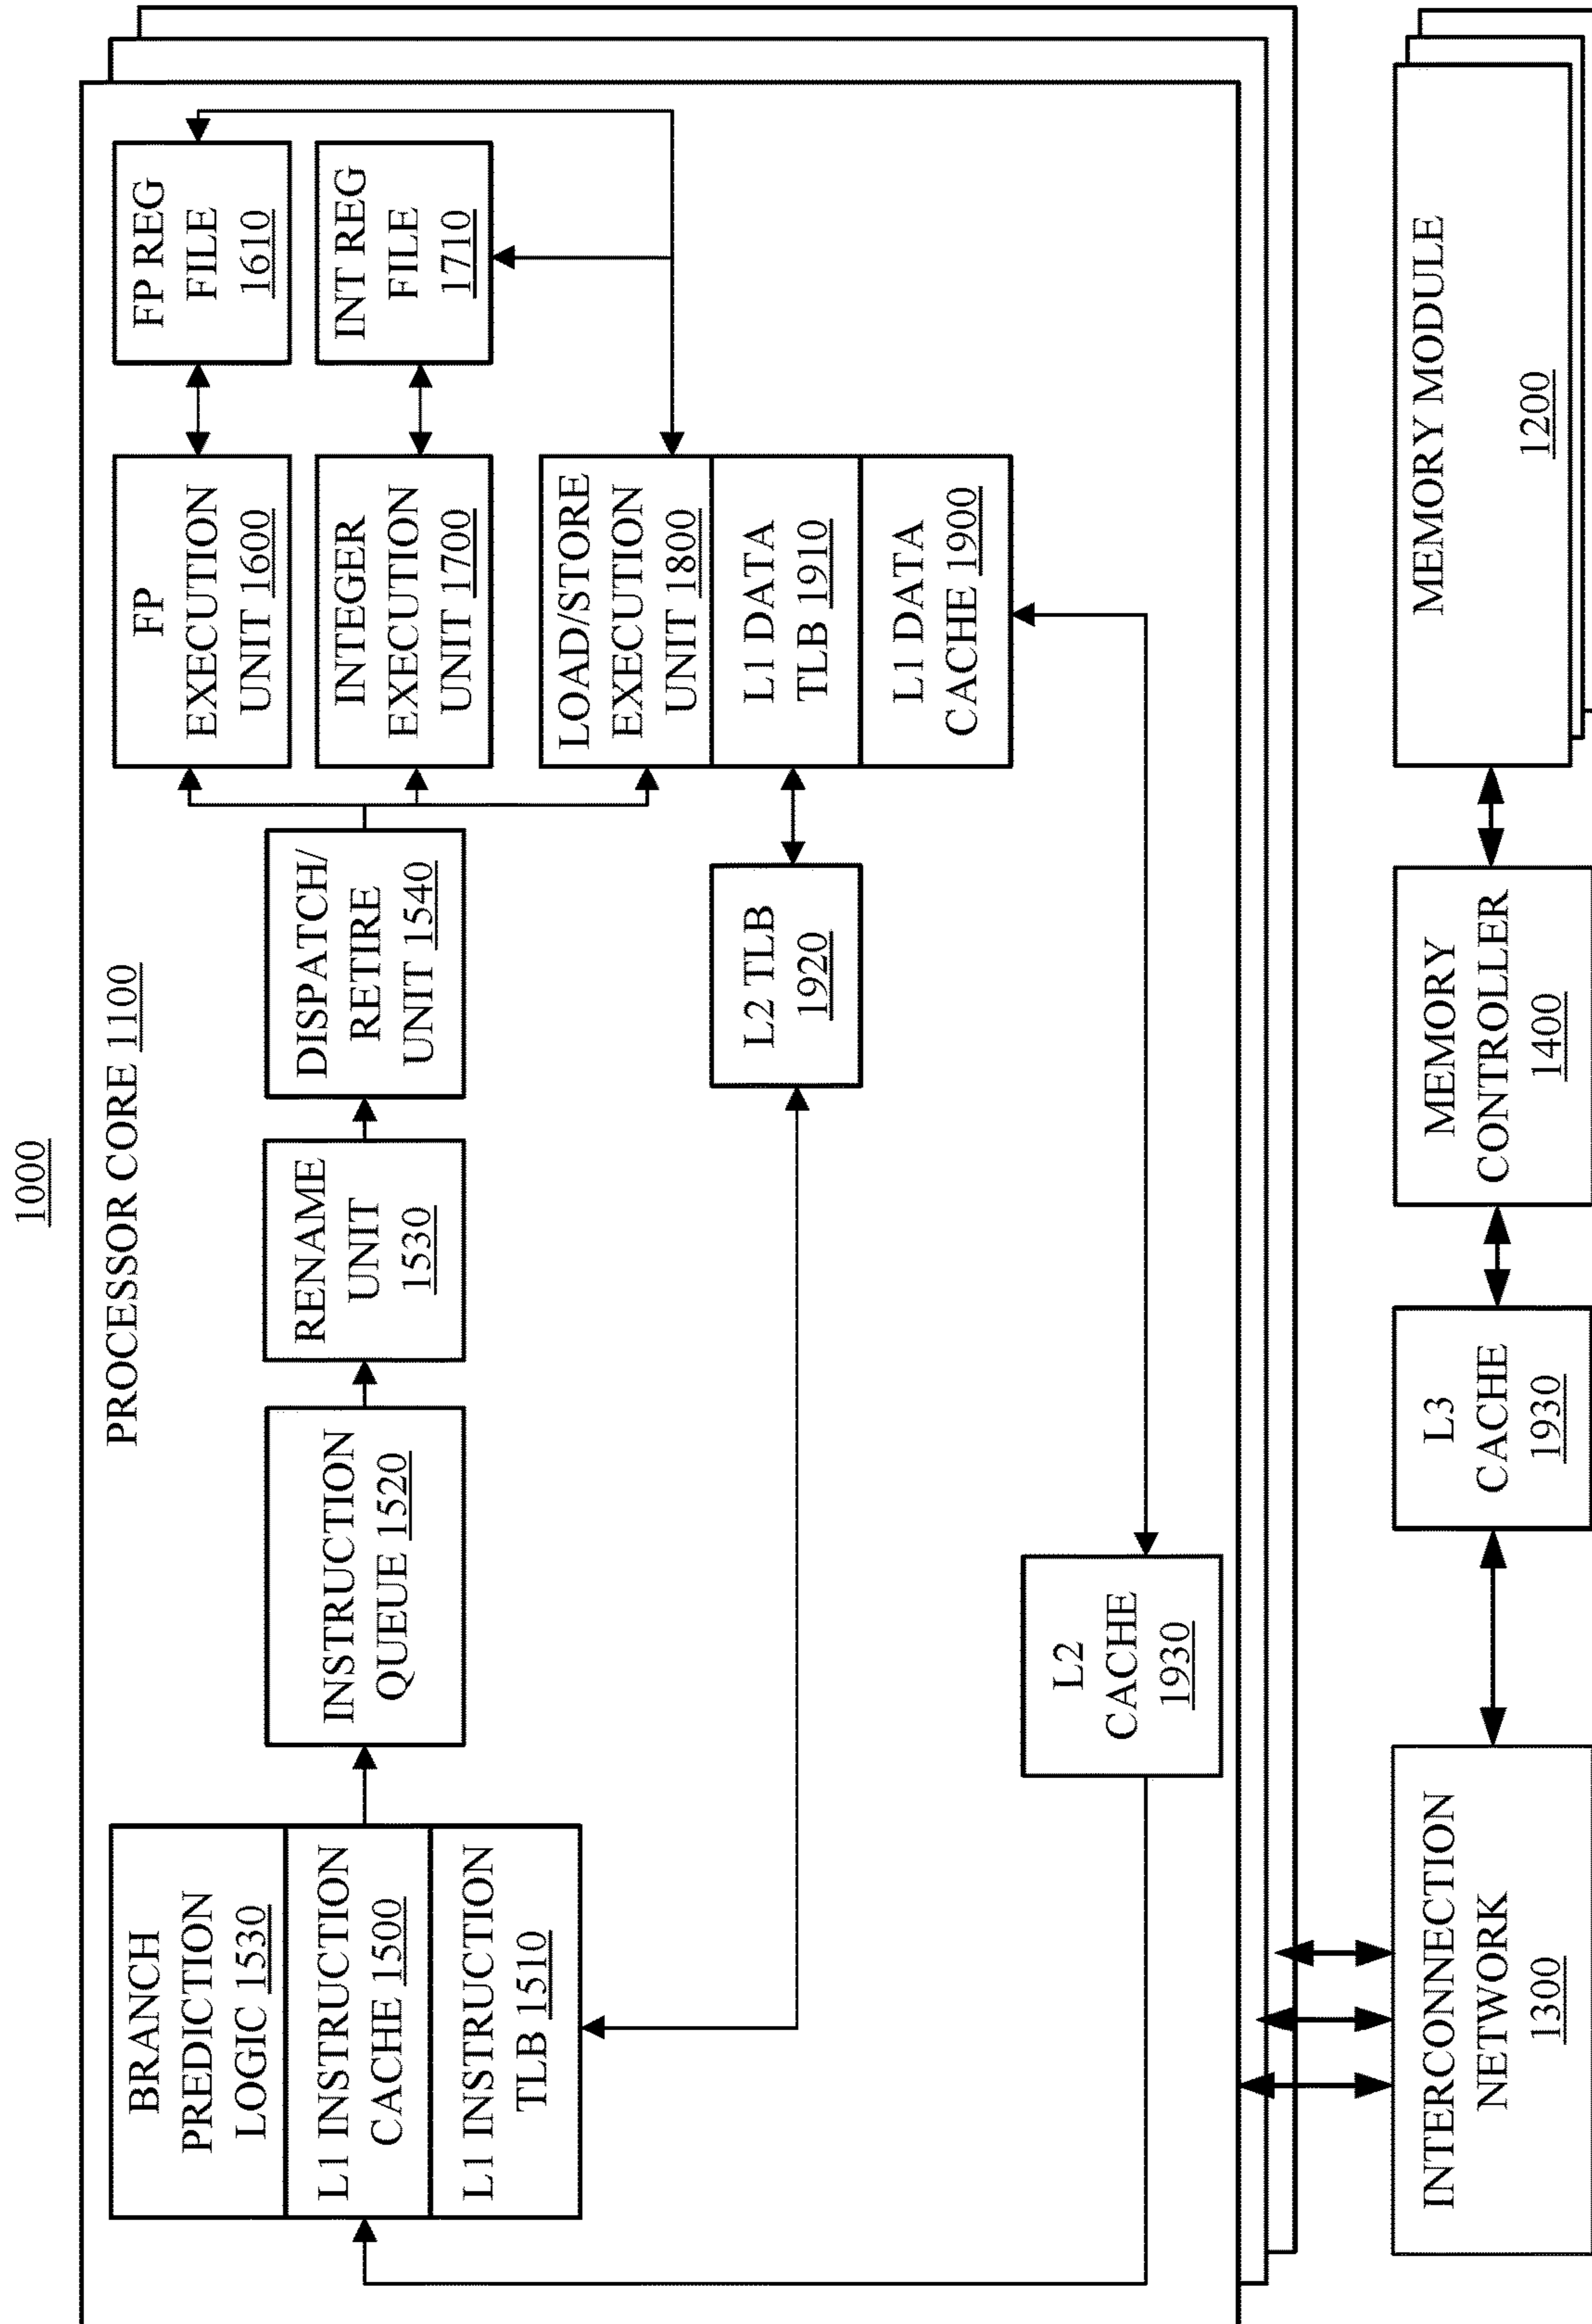 1000
PROCESSOR CORE 1100
BRANCH
PREDICTION
LOGIC 1530
L1 INSTRUCTION
CACHE 1500
L1 INSTRUCTION
TLB 1510
INSTRUCTION
QUEUE 1520
RENAME
UNIT
1530
DISPATCH/
RETIRE
UNIT 1540
FP
EXECUTION
UNIT 1600
FP REG
FILE
1610
INTEGER
EXECUTION
UNIT 1700
INT REG
FILE
1710
LOAD/STORE
EXECUTION
UNIT 1800
L1 DATA
TLB 1910
L1 DATA
CACHE 1900
L2 TLB
1920
L2
CACHE
1930
INTERCONNECTION
NETWORK
1300
L3
CACHE
1930
MEMORY
CONTROLLER
1400
MEMORY MODULE
1200